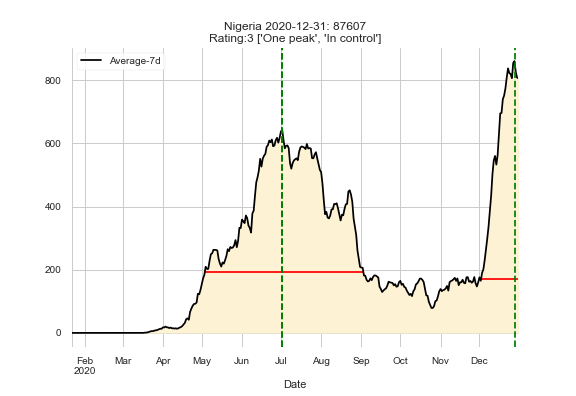 Nigeria 2020-12-31: 87607
Rating:3 ['One peak', 'In control']
Average-7d
800
600
400
200
0
Feb Mar Apr May Jun Jul Aug Sep Oct Nov Dec
2020
Date